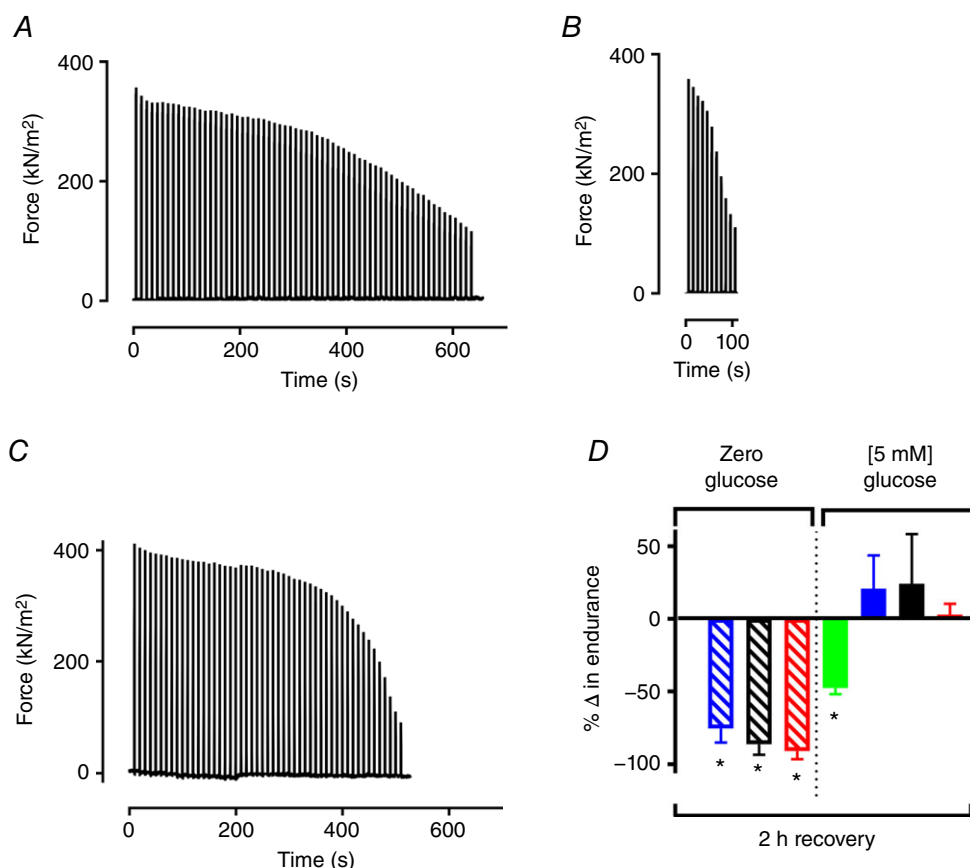 A
400
200
0
Force (kN/m²)
0 200 400 600
Time (s)
B
400
200
0
Force (kN/m²)
0 100
Time (s)
C
400
200
0
Force (kN/m²)
0 200 400 600
Time (s)
D
Zero
glucose
[5 mM]
glucose
50
0
−50
−100
% Δ in endurance
* * * *
2 h recovery